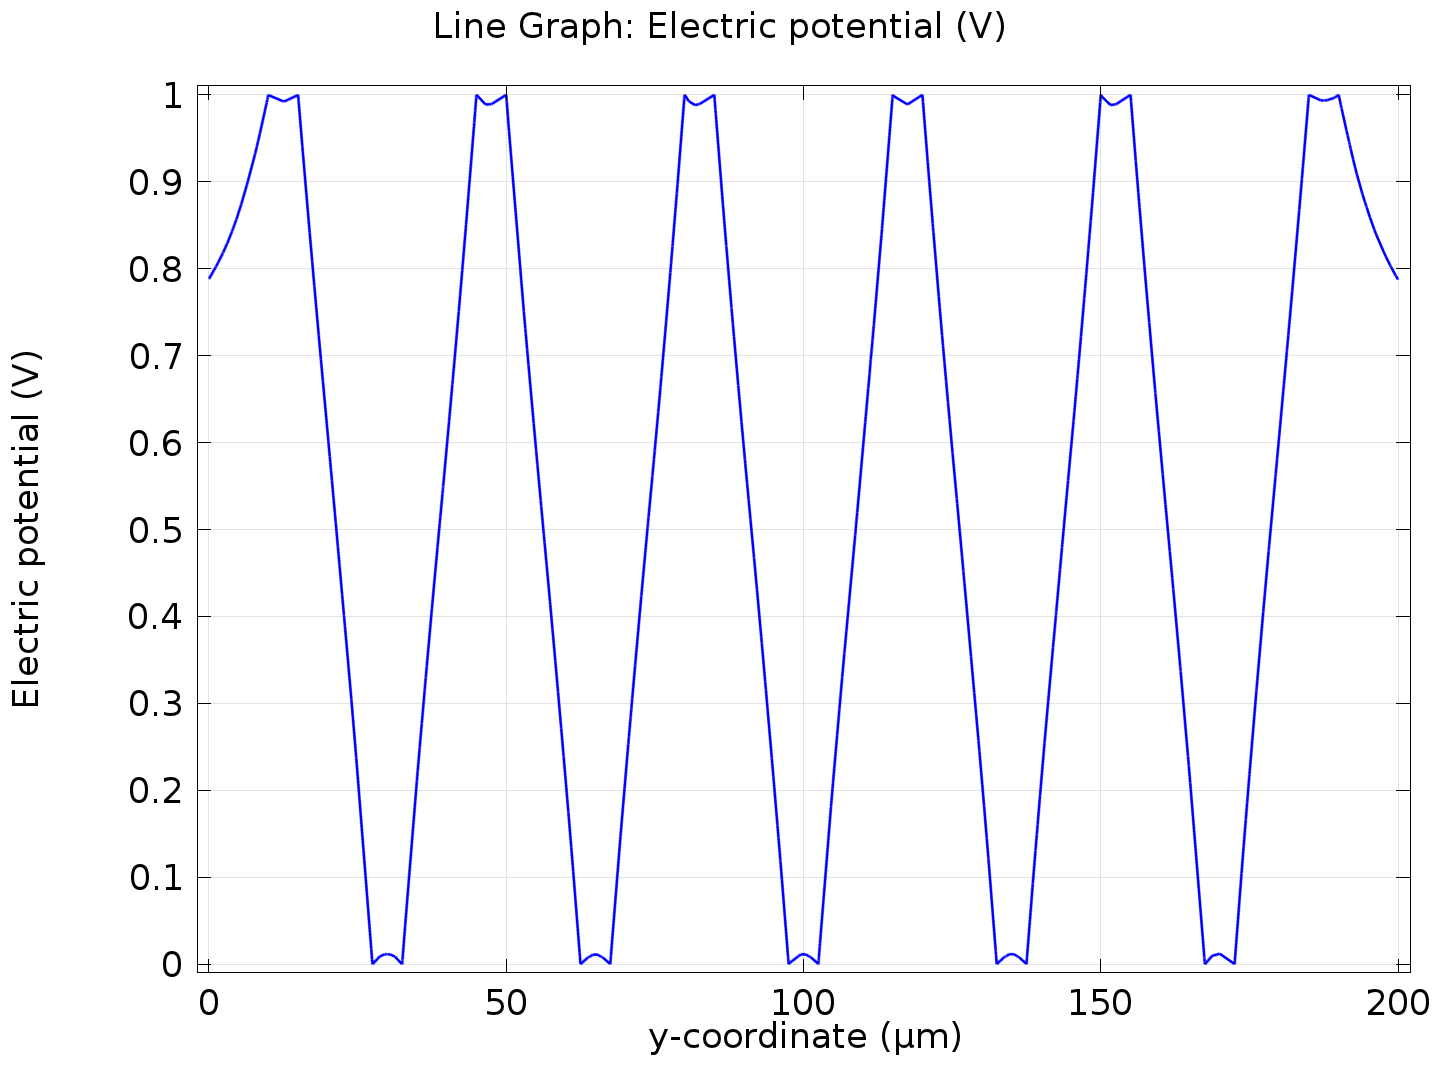 Line Graph: Electric potential (V)
Electric potential (V)
1
0.9
0.8
0.7
0.6
0.5
0.4
0.3
0.2
0.1
0
0 50 100 150 200
y-coordinate (μm)